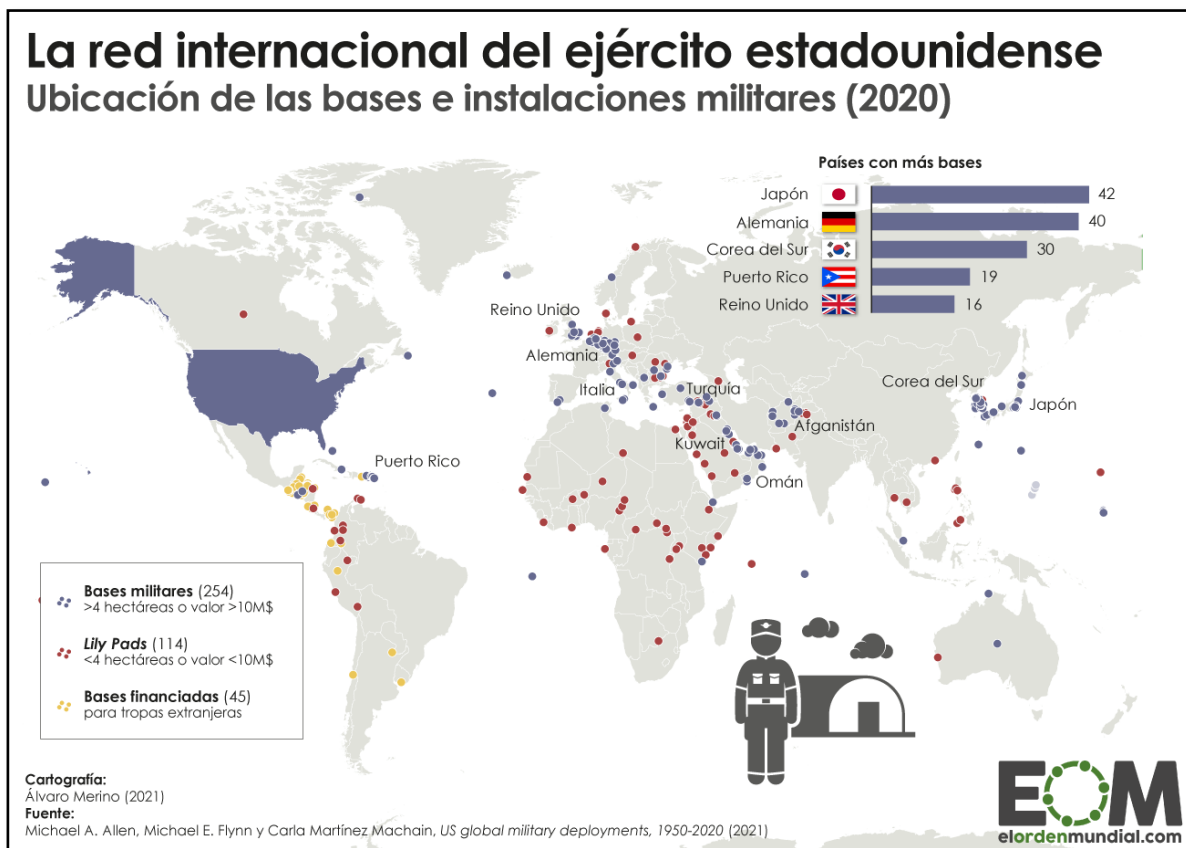 La red internacional del ejército estadounidense
Ubicación de las bases e instalaciones militares (2020)
Países con más bases
Japón 42
Alemania 40
Corea del Sur 30
Puerto Rico 19
Reino Unido 16
Reino Unido
Alemania
Italia
Turquía
Corea del Sur
Japón
Afganistán
Kuwait
Omán
Puerto Rico
Bases militares (254)
>4 hectáreas o valor >10M$
Lily Pads (114)
<4 hectáreas o valor <10M$
Bases financiadas (45)
para tropas extranjeras
Cartografía:
Álvaro Merino (2021)
Fuente:
Michael A. Allen, Michael E. Flynn y Carla Martínez Machain, US global military deployments, 1950-2020 (2021)
EOM
elordenmundial.com